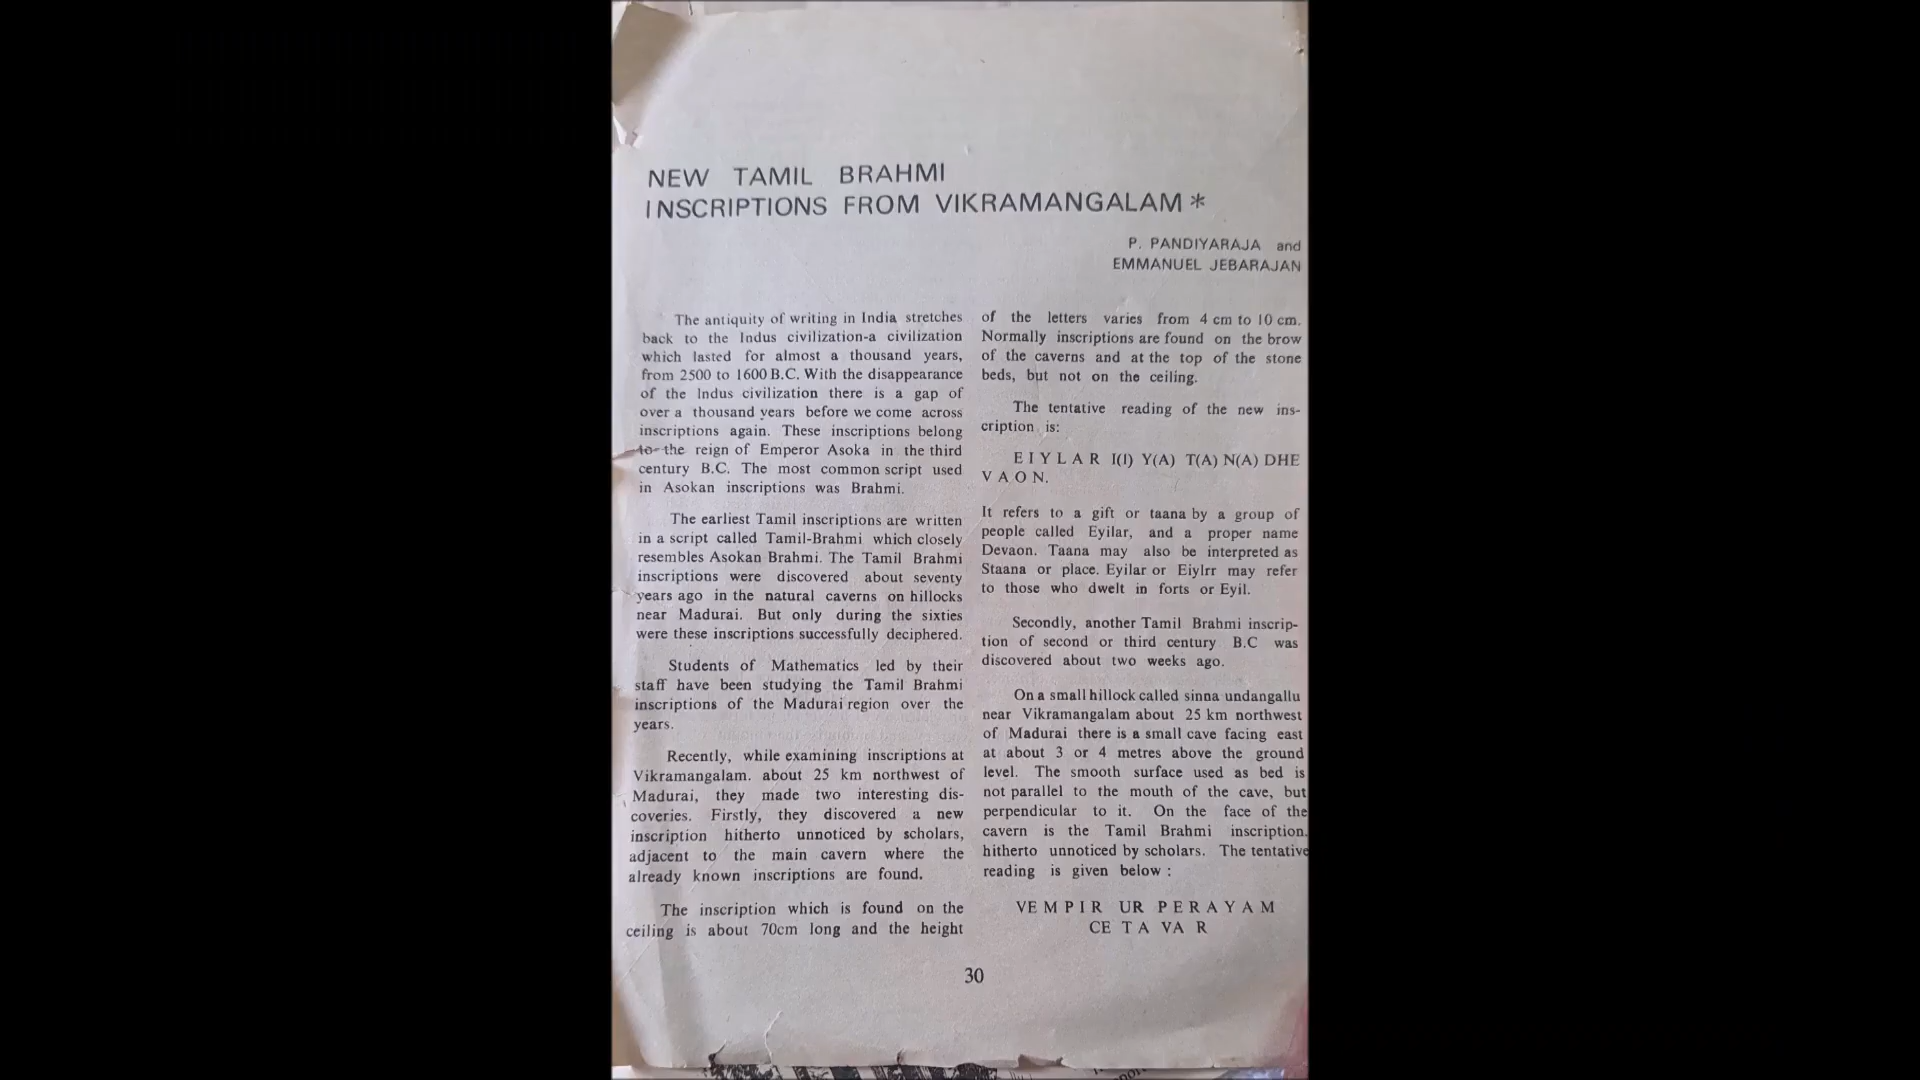 NEW TAMIL BRAHMI
INSCRIPTIONS FROM VIKRAMANGALAM *
P. PANDIYARAJA and
EMMANUEL JEBARAJAN
The antiquity of writing in India stretches
back to the Indus civilization-a civilization
which lasted for almost a thousand years,
from 2500 to 1600 B.C. With the disappearance
of the Indus civilization there is a gap of
over a thousand years before we come across
inscriptions again. These inscriptions belong
to the reign of Emperor Asoka in the third
century B.C. The most common script used
in Asokan inscriptions was Brahmi.
The earliest Tamil inscriptions are written
in a script called Tamil-Brahmi which closely
resembles Asokan Brahmi. The Tamil Brahmi
inscriptions were discovered about seventy
years ago in the natural caverns on hillocks
near Madurai. But only during the sixties
were these inscriptions successfully deciphered.
Students of Mathematics led by their
staff have been studying the Tamil Brahmi
inscriptions of the Madurai region over the
years.
Recently, while examining inscriptions at
Vikramangalam. about 25 km northwest of
Madurai, they made two interesting dis-
coveries. Firstly, they discovered a new
inscription hitherto unnoticed by scholars,
adjacent to the main cavern where the
already known inscriptions are found.
The inscription which is found on the
ceiling is about 70cm long and the height
of the letters varies from 4 cm to 10 cm.
Normally inscriptions are found on the brow
of the caverns and at the top of the stone
beds, but not on the ceiling.
The tentative reading of the new ins-
cription is:
E I Y L A R I(I) Y(A) T(A) N(A) DHE
V A O N.
It refers to a gift or taana by a group of
people called Eyilar, and a proper name
Devaon. Taana may also be interpreted as
Staana or place. Eyilar or Eiylrr may refer
to those who dwelt in forts or Eyil.
Secondly, another Tamil Brahmi inscrip-
tion of second or third century B.C was
discovered about two weeks ago.
On a small hillock called sinna undangallu
near Vikramangalam about 25 km northwest
of Madurai there is a small cave facing east
at about 3 or 4 metres above the ground
level. The smooth surface used as bed is
not parallel to the mouth of the cave, but
perpendicular to it. On the face of the
cavern is the Tamil Brahmi inscription.
hitherto unnoticed by scholars. The tentative
reading is given below :
VE M P I R UR P E R A Y A M
CE T A VA R
30